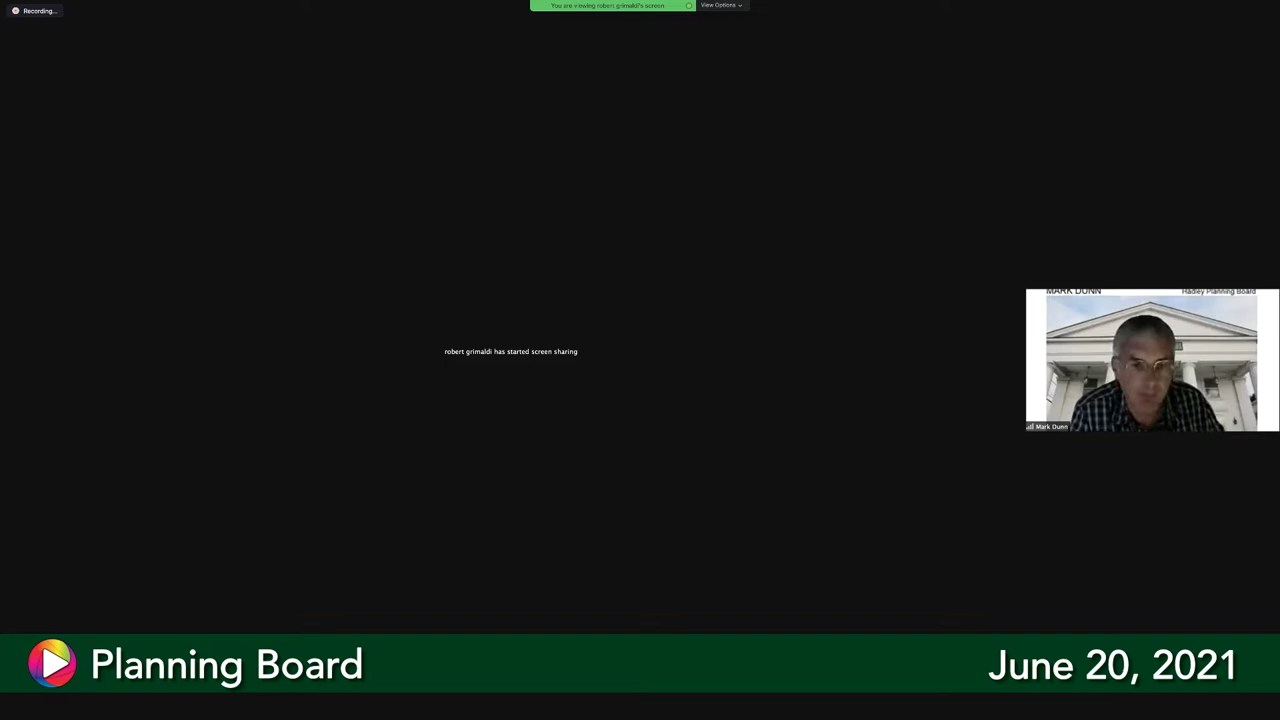 Recording...
You are viewing robert grimaldi's screen
View Options
MARK DUNN
Hadley Planning Board
robert grimaldi has started screen sharing
Mark Dunn
Planning Board
June 20, 2021